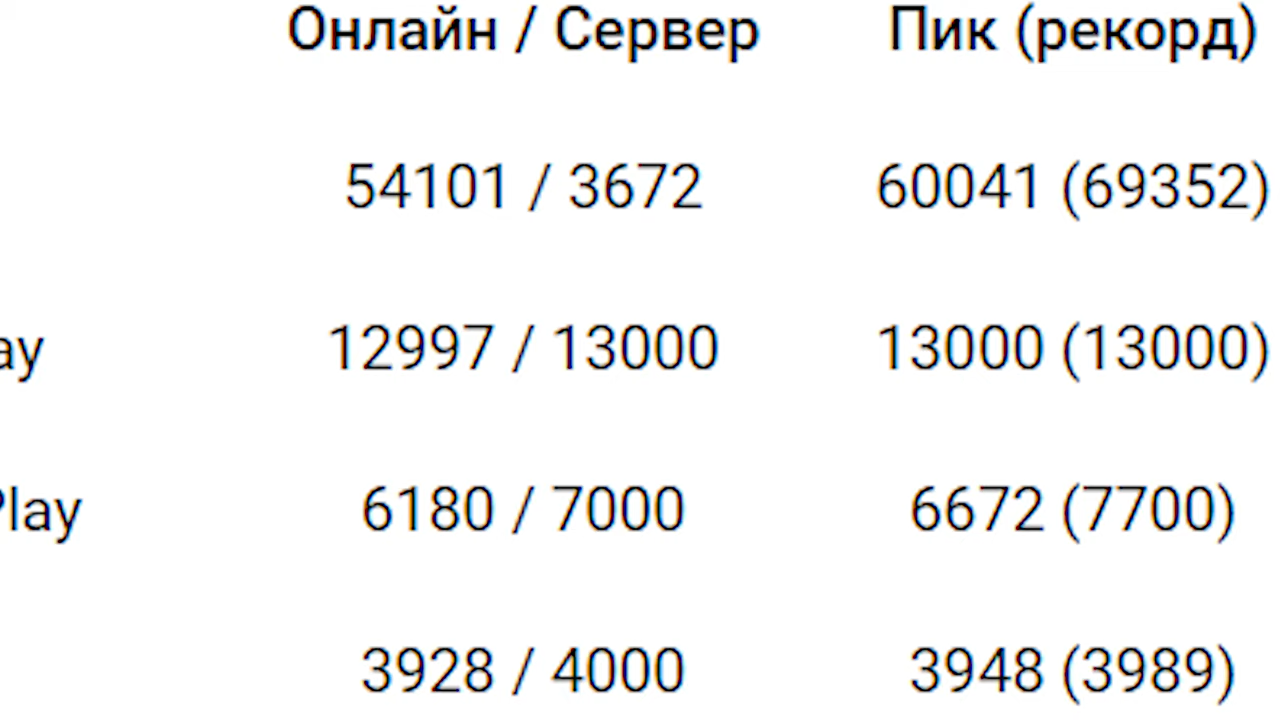 Онлайн / Сервер Пик (рекорд)
54101 / 3672 60041 (69352)
ay 12997 / 13000 13000 (13000)
Play 6180 / 7000 6672 (7700)
3928 / 4000 3948 (3989)